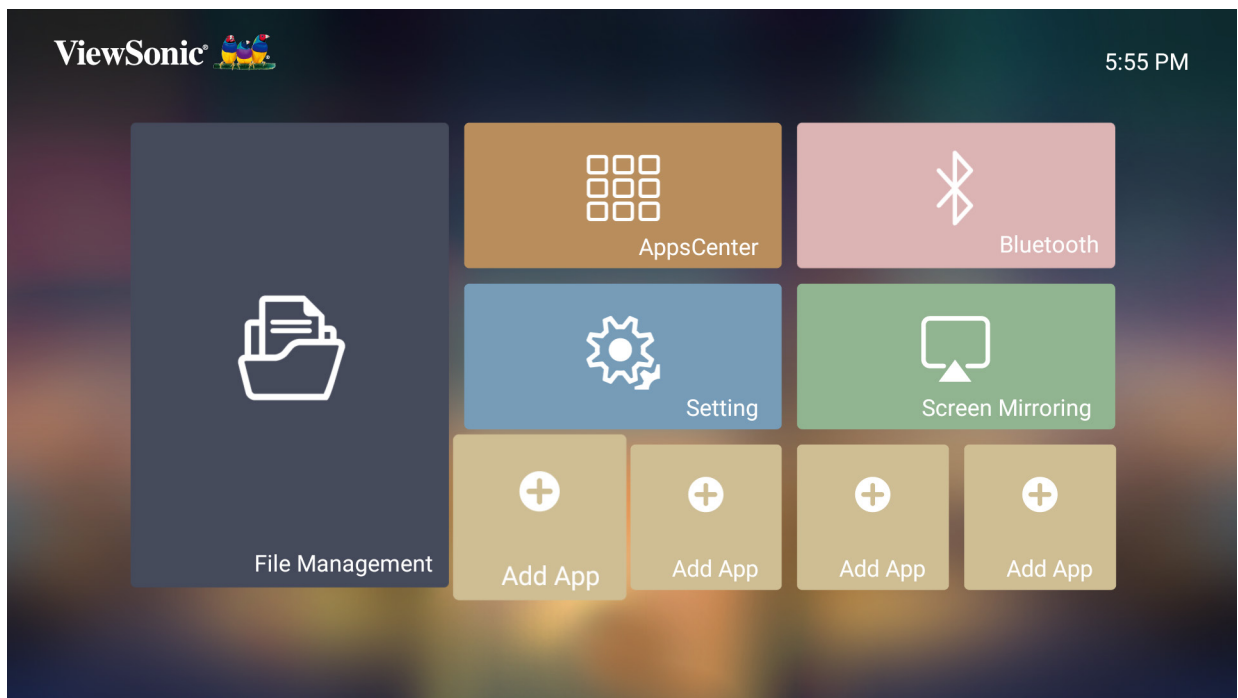 ViewSonic®
5:55 PM
AppsCenter
Bluetooth
Setting
Screen Mirroring
File Management
Add App
Add App
Add App
Add App